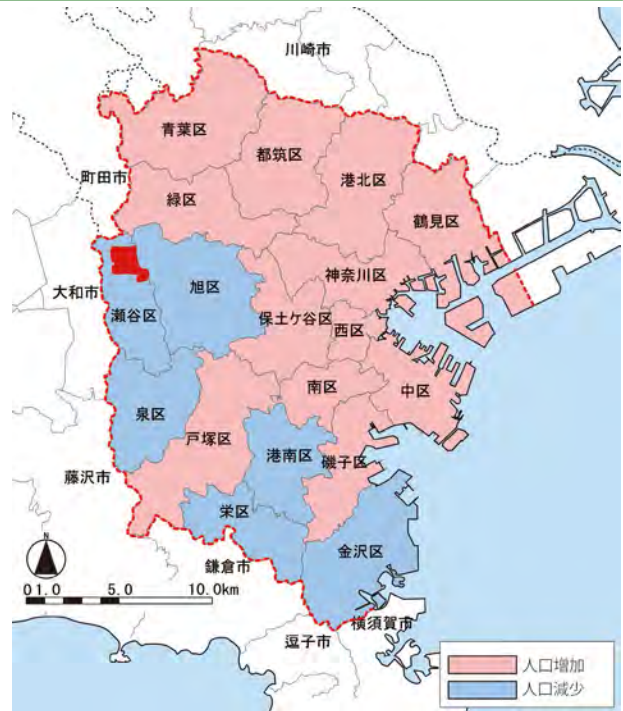 川崎市
青葉区
都筑区
港北区
町田市
緑区
鶴見区
神奈川区
旭区
大和市
瀬谷区
保土ケ谷区
西区
南区
中区
泉区
戸塚区
港南区
磯子区
藤沢市
栄区
金沢区
鎌倉市
N
0 1.0 5.0 10.0km
横須賀市
逗子市
人口増加
人口減少